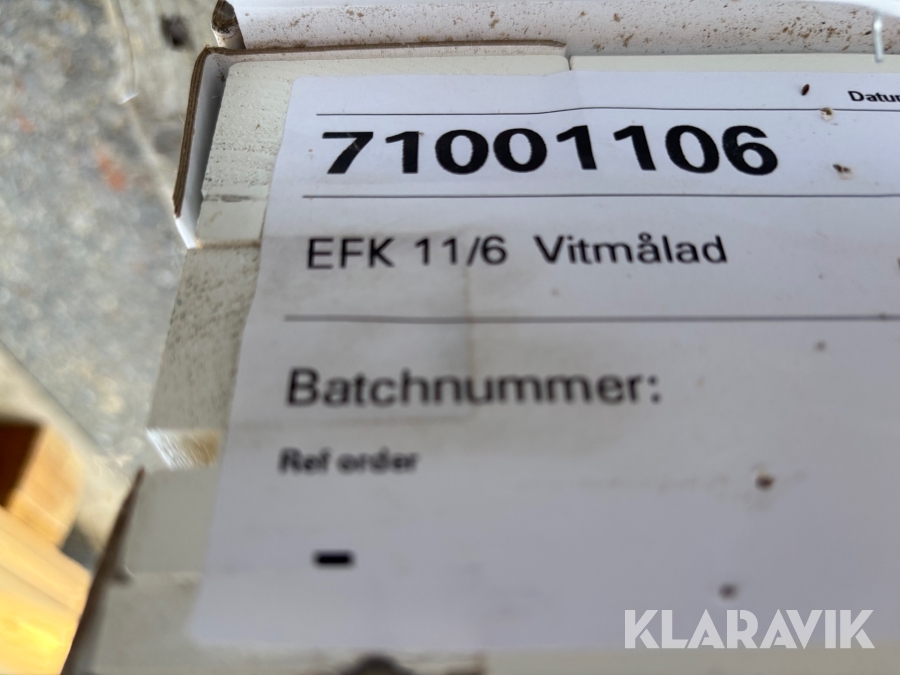 Datum
71001106
EFK 11/6 Vitmålad
Batchnummer:
Ref order
-
KLARAVIK